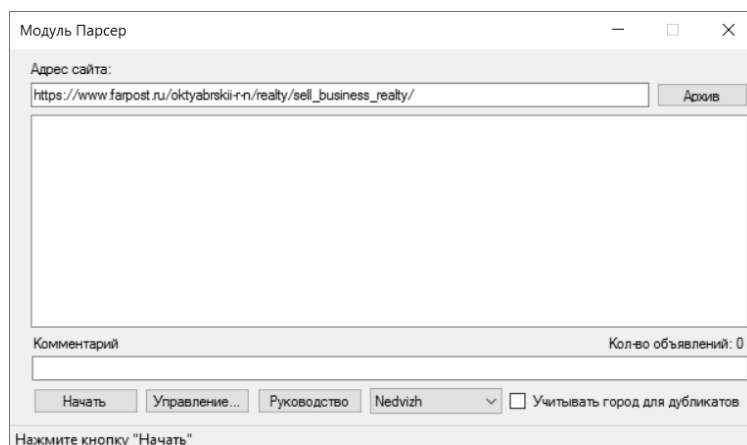 Модуль Парсер
Адрес сайта:
https://www.farpost.ru/oktyabrskii-r-n/realty/sell_business_realty/ Архив
Комментарий Кол-во объявлений: 0
Начать Управление... Руководство Nedvizh Учитывать город для дубликатов
Нажмите кнопку "Начать"